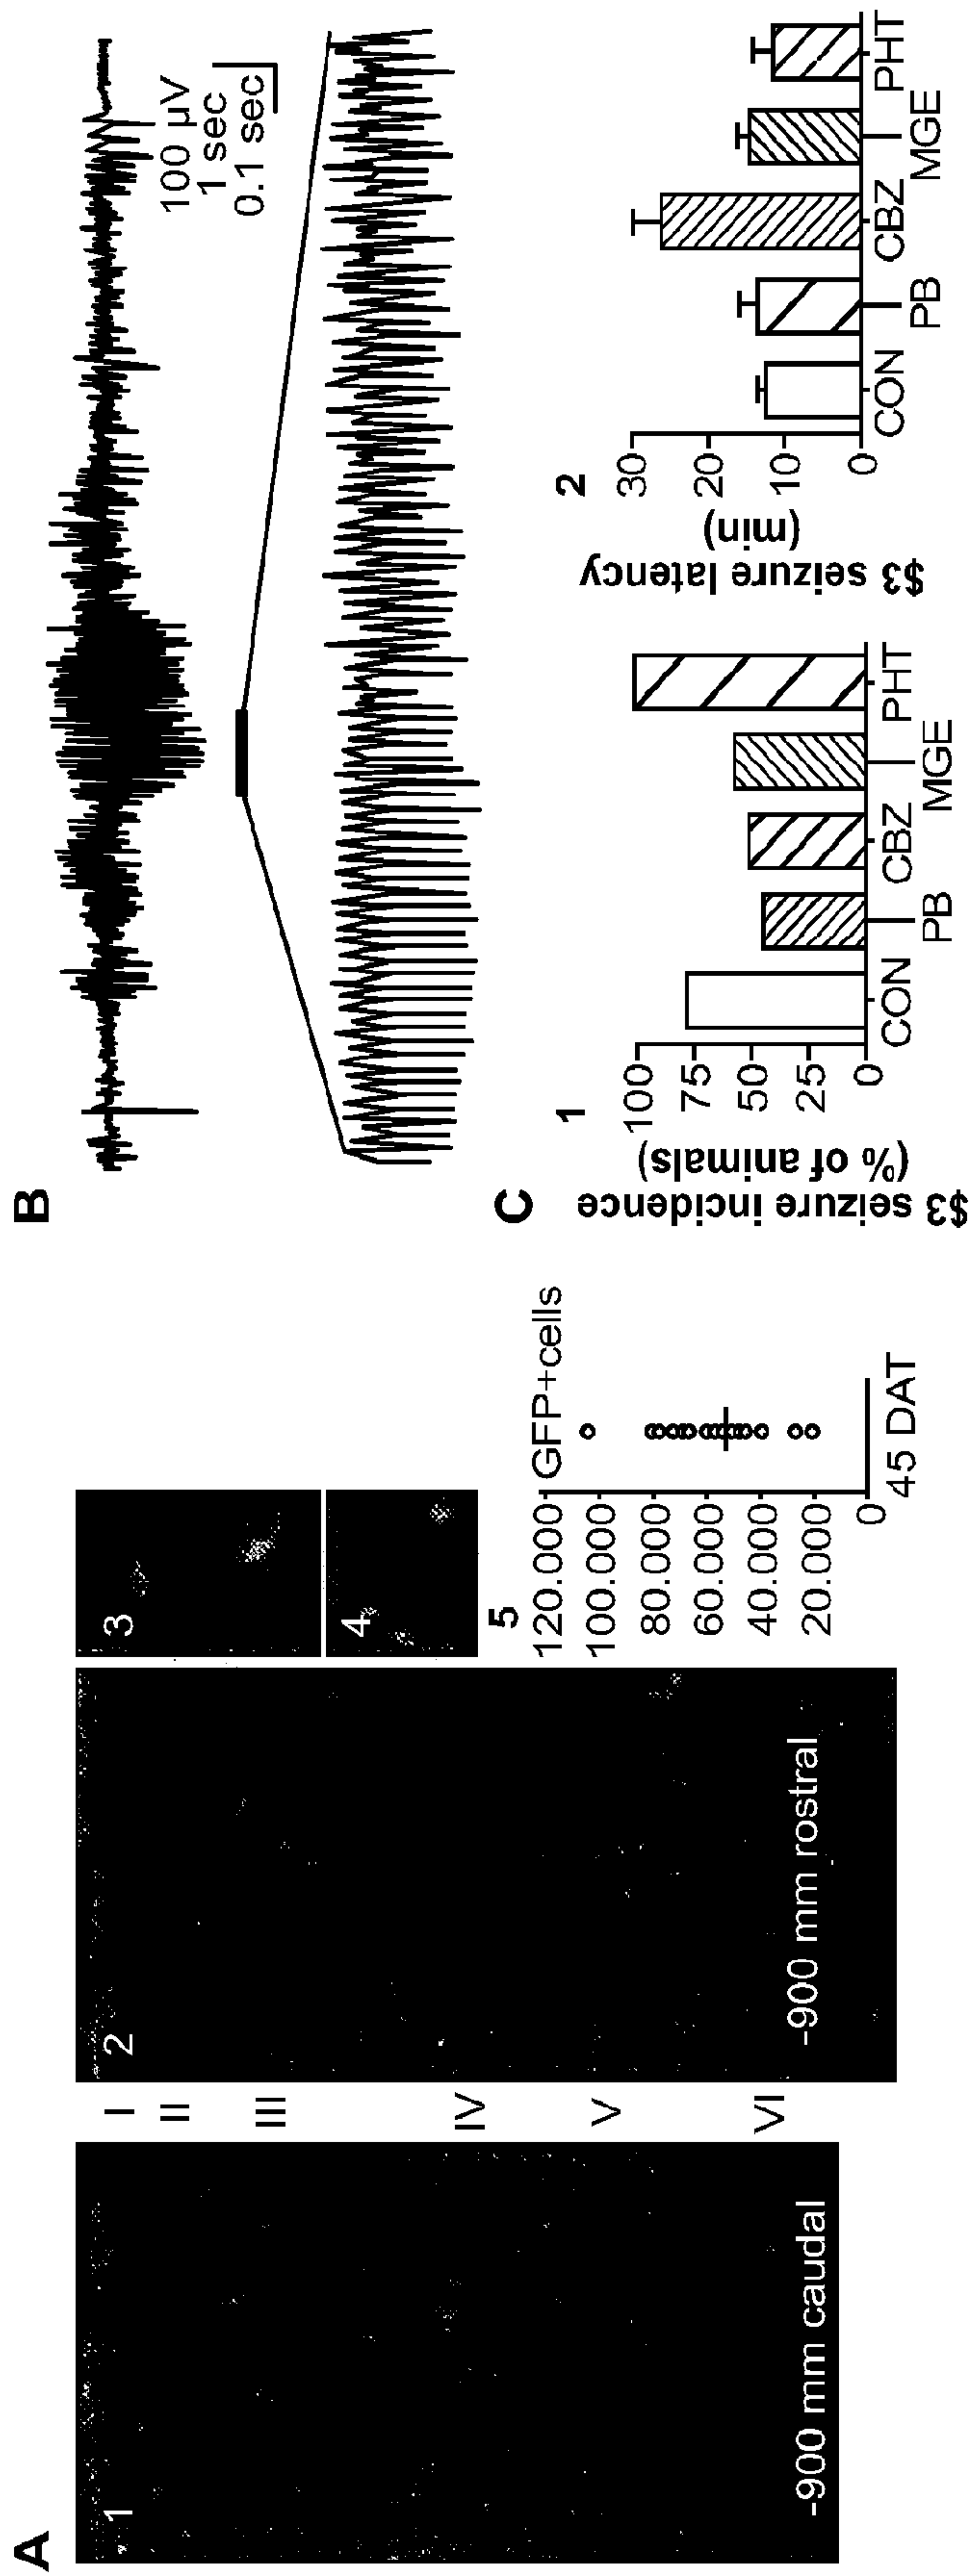 A
1
-900 mm caudal
I
II
III
IV
V
VI
2
-900 mm rostral
3
4
5
GFP+cells
120.000
100.000
80.000
60.000
40.000
20.000
0
45 DAT
B
100 µV
1 sec
0.1 sec
C
1
$3 seizure incidence
(% of animals)
100
75
50
25
0
CON
PB
CBZ
MGE
PHT
2
$3 seizure latency
(min)
30
20
10
0
CON
PB
CBZ
MGE
PHT